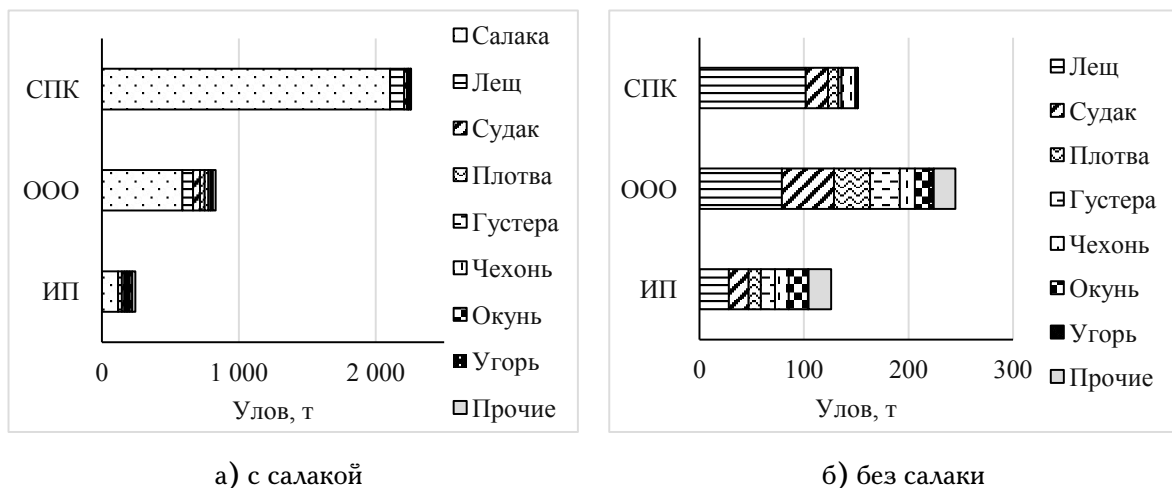 СПК
ООО
ИП
0
1 000
2 000
Улов, т
Салака
Лещ
Судак
Плотва
Густера
Чехонь
Окунь
Угорь
Прочие
а) с салакой
СПК
ООО
ИП
0
100
200
300
Улов, т
Лещ
Судак
Плотва
Густера
Чехонь
Окунь
Угорь
Прочие
б) без салаки